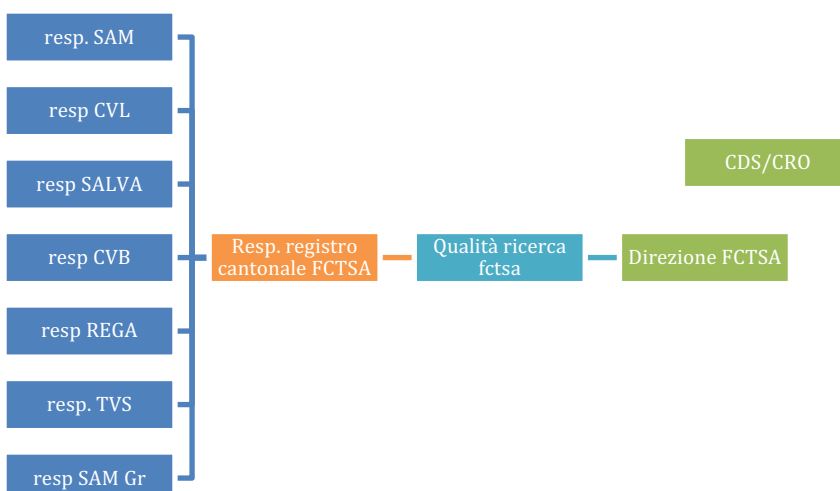 resp. SAM
resp CVL
resp SALVA
resp CVB
resp REGA
resp. TVS
resp SAM Gr
Resp. registro
cantonale FCTSA
Qualità ricerca
fctsa
Direzione FCTSA
CDS/CRO